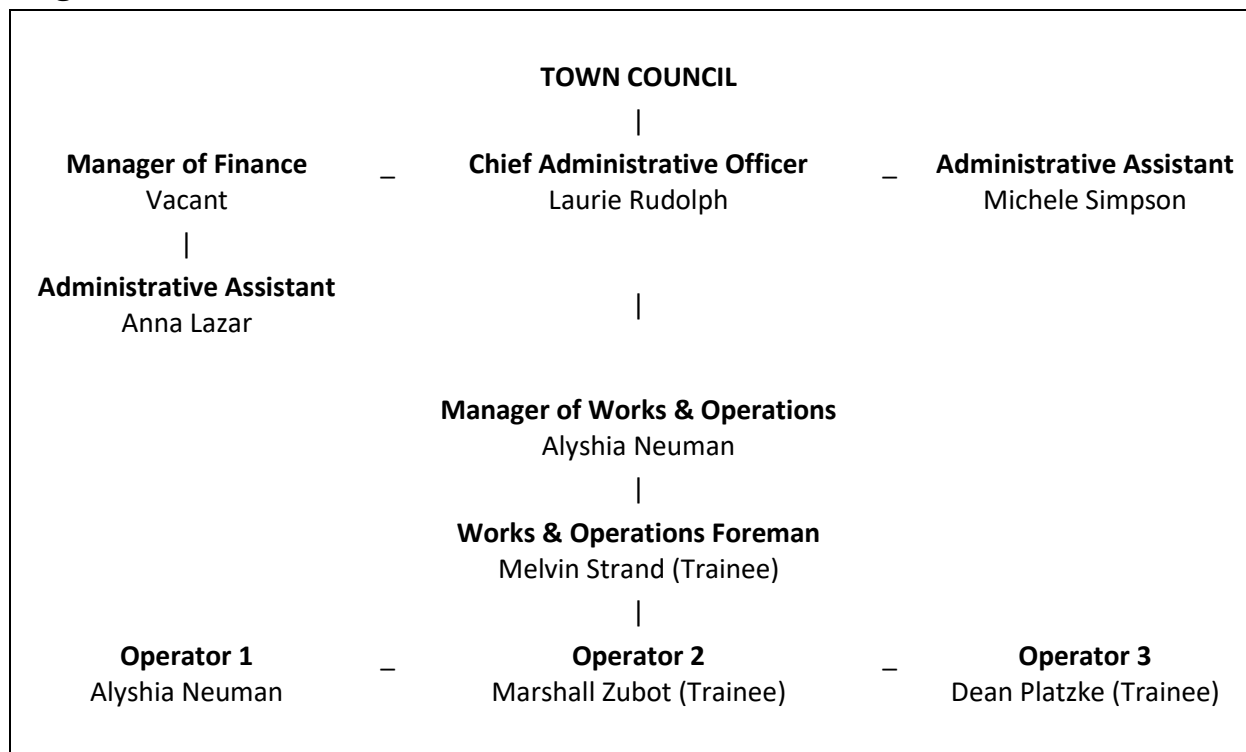 TOWN COUNCIL
|
Manager of Finance _ Chief Administrative Officer _ Administrative Assistant
Vacant Laurie Rudolph Michele Simpson
|
Administrative Assistant |
Anna Lazar
Manager of Works & Operations
Alyshia Neuman
|
Works & Operations Foreman
Melvin Strand (Trainee)
|
Operator 1 _ Operator 2 _ Operator 3
Alyshia Neuman Marshall Zubot (Trainee) Dean Platzke (Trainee)